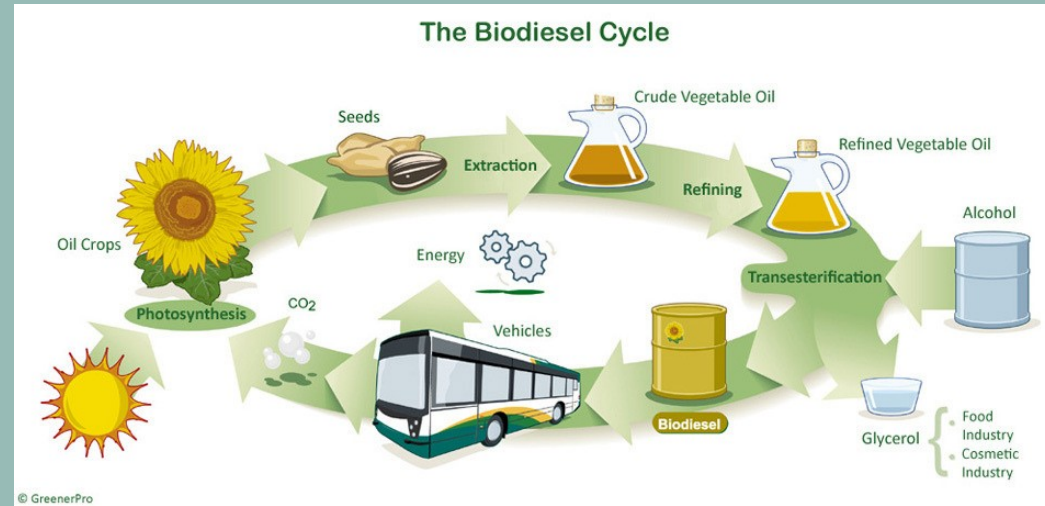 The Biodiesel Cycle
Crude Vegetable Oil
Seeds
Refined Vegetable Oil
Extraction
Refining
Alcohol
Oil Crops
Energy
Transesterification
CO2
Photosynthesis
Vehicles
Biodiesel
Glycerol
Food
Industry
Cosmetic
Industry
© GreenerPro